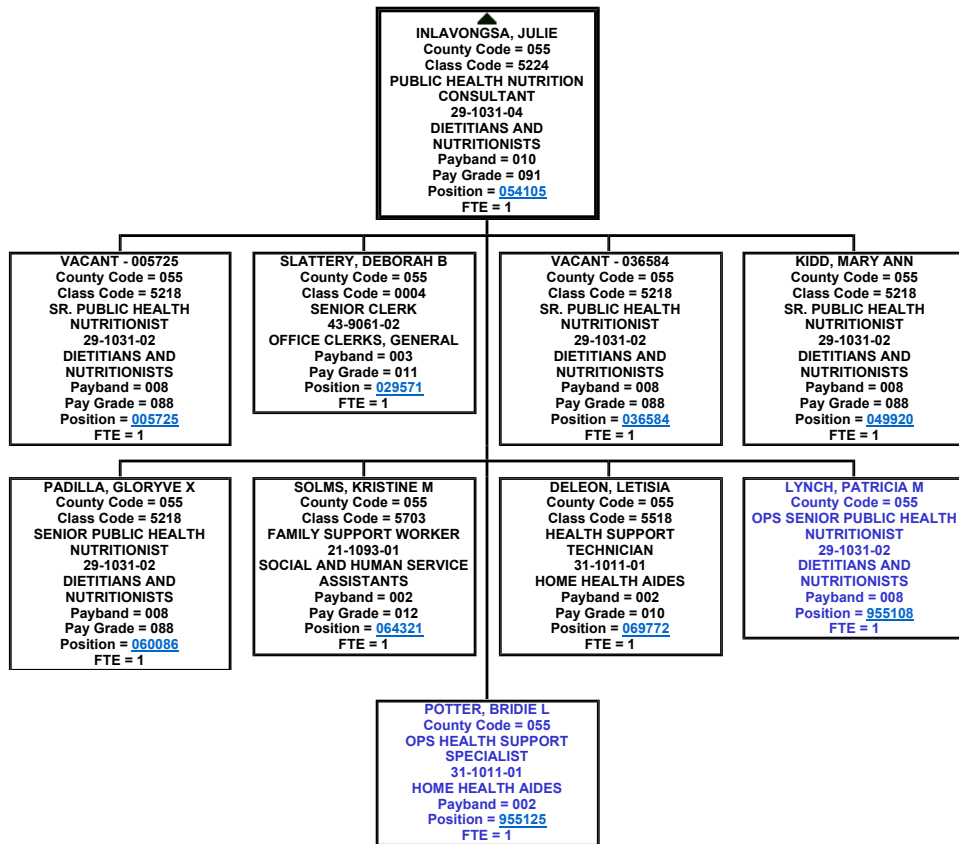 INLAVONGSA, JULIE
County Code = 055
Class Code = 5224
PUBLIC HEALTH NUTRITION
CONSULTANT
29-1031-04
DIETITIANS AND
NUTRITIONISTS
Payband = 010
Pay Grade = 091
Position = 054105
FTE = 1
VACANT - 005725
County Code = 055
Class Code = 5218
SR. PUBLIC HEALTH
NUTRITIONIST
29-1031-02
DIETITIANS AND
NUTRITIONISTS
Payband = 008
Pay Grade = 088
Position = 005725
FTE = 1
SLATTERY, DEBORAH B
County Code = 055
Class Code = 0004
SENIOR CLERK
43-9061-02
OFFICE CLERKS, GENERAL
Payband = 003
Pay Grade = 011
Position = 029571
FTE = 1
VACANT - 036584
County Code = 055
Class Code = 5218
SR. PUBLIC HEALTH
NUTRITIONIST
29-1031-02
DIETITIANS AND
NUTRITIONISTS
Payband = 008
Pay Grade = 088
Position = 036584
FTE = 1
KIDD, MARY ANN
County Code = 055
Class Code = 5218
SR. PUBLIC HEALTH
NUTRITIONIST
29-1031-02
DIETITIANS AND
NUTRITIONISTS
Payband = 008
Pay Grade = 088
Position = 049920
FTE = 1
PADILLA, GLORYVE X
County Code = 055
Class Code = 5218
SENIOR PUBLIC HEALTH
NUTRITIONIST
29-1031-02
DIETITIANS AND
NUTRITIONISTS
Payband = 008
Pay Grade = 088
Position = 060086
FTE = 1
SOLMS, KRISTINE M
County Code = 055
Class Code = 5703
FAMILY SUPPORT WORKER
21-1093-01
SOCIAL AND HUMAN SERVICE
ASSISTANTS
Payband = 002
Pay Grade = 012
Position = 064321
FTE = 1
DELEON, LETISIA
County Code = 055
Class Code = 5518
HEALTH SUPPORT
TECHNICIAN
31-1011-01
HOME HEALTH AIDES
Payband = 002
Pay Grade = 010
Position = 069772
FTE = 1
LYNCH, PATRICIA M
County Code = 055
OPS SENIOR PUBLIC HEALTH
NUTRITIONIST
29-1031-02
DIETITIANS AND
NUTRITIONISTS
Payband = 008
Position = 955108
FTE = 1
POTTER, BRIDIE L
County Code = 055
OPS HEALTH SUPPORT
SPECIALIST
31-1011-01
HOME HEALTH AIDES
Payband = 002
Position = 955125
FTE = 1